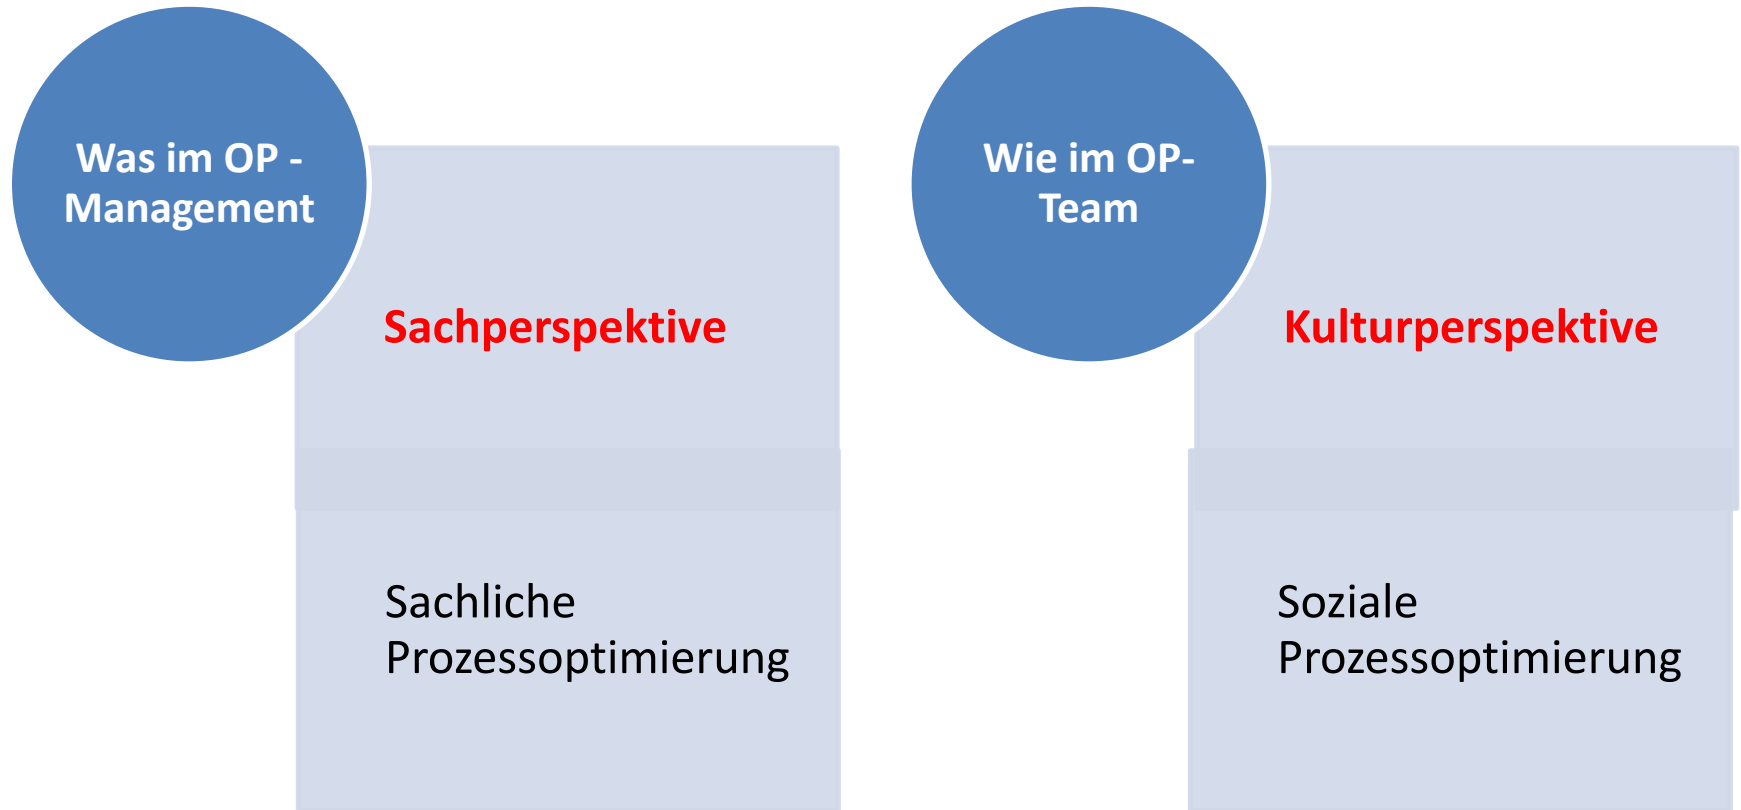 Was im OP -
Management
Sachperspektive
Sachliche
Prozessoptimierung
Wie im OP-
Team
Kulturperspektive
Soziale
Prozessoptimierung